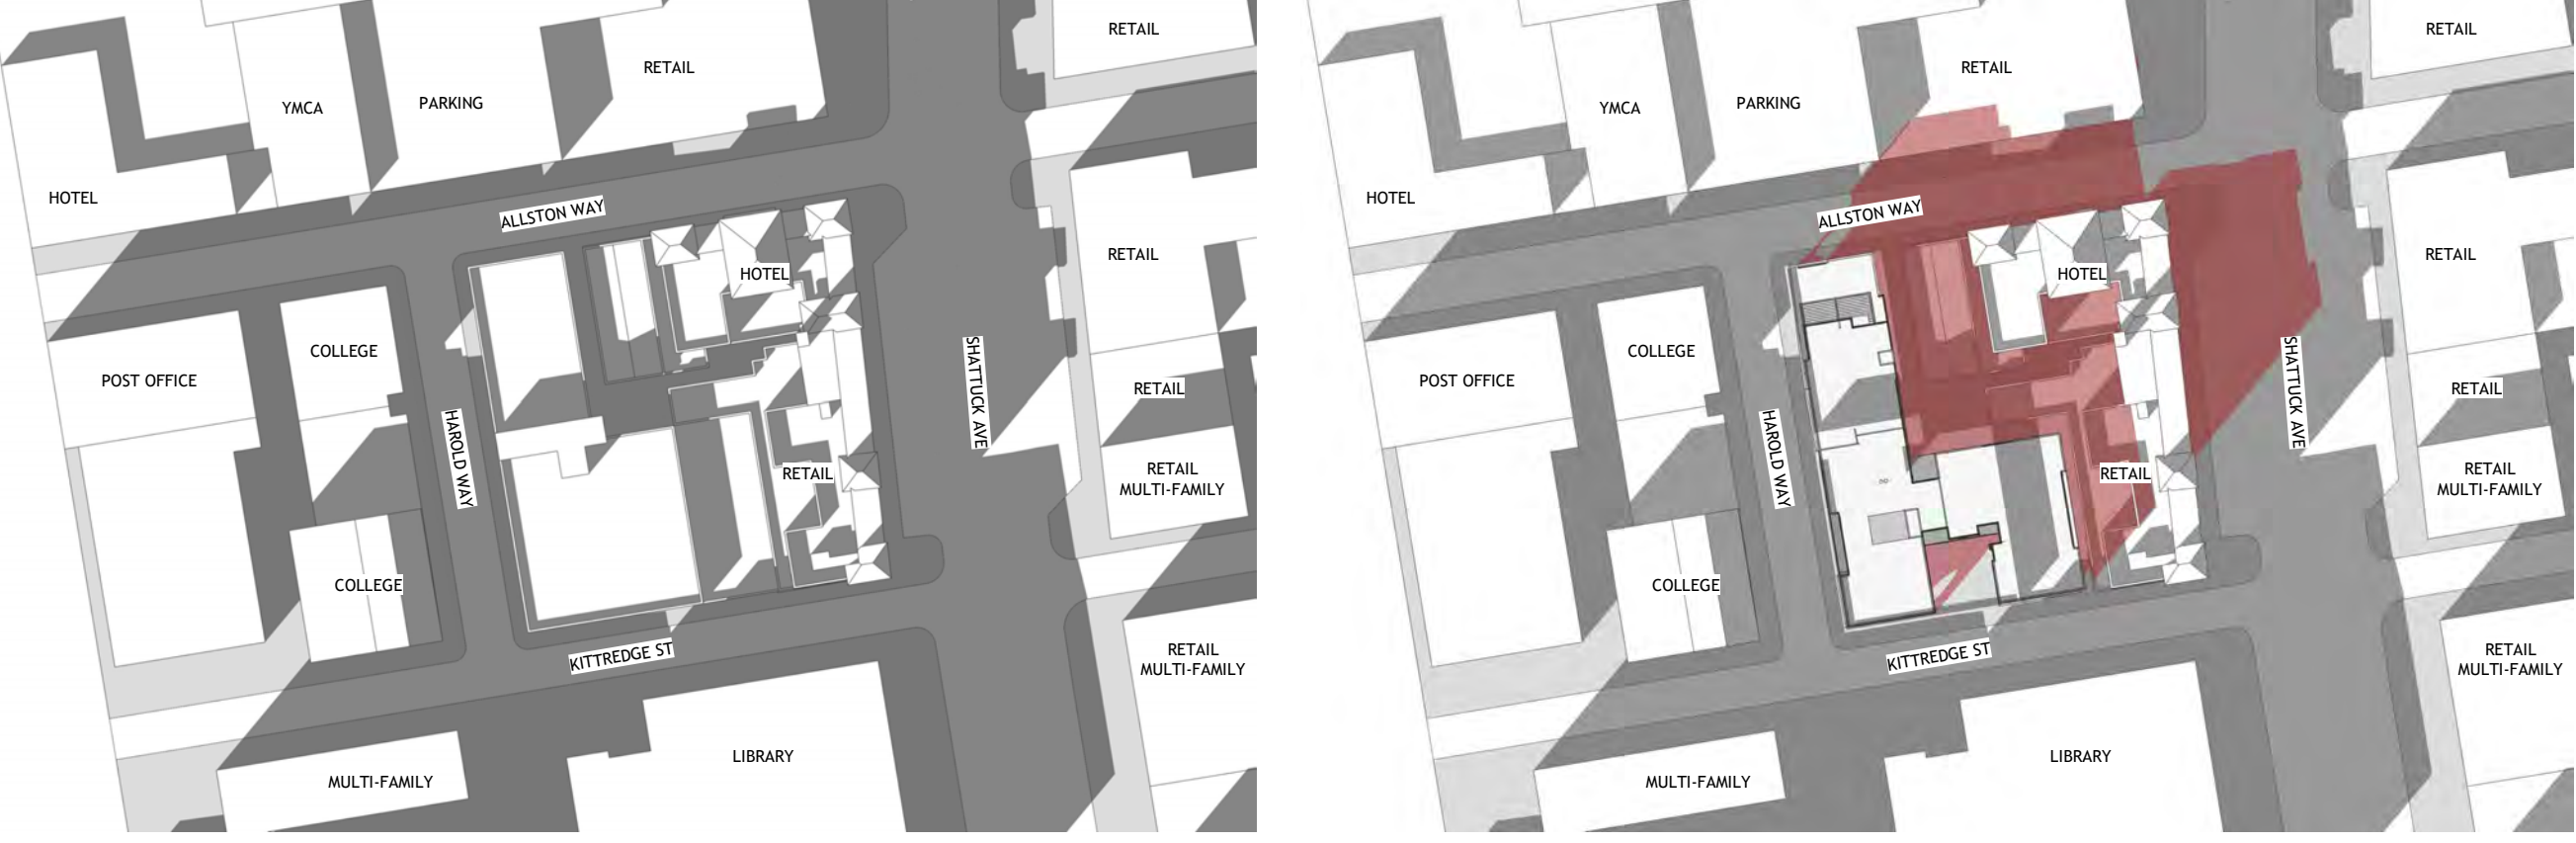 RETAIL
RETAIL
YMCA
PARKING
HOTEL
ALLSTON WAY
RETAIL
HOTEL
SHATTUCK AVE
COLLEGE
POST OFFICE
RETAIL
HAROLD WAY
RETAIL
RETAIL
MULTI-FAMILY
COLLEGE
KITTREDGE ST
RETAIL
MULTI-FAMILY
LIBRARY
MULTI-FAMILY
RETAIL
RETAIL
YMCA
PARKING
HOTEL
ALLSTON WAY
RETAIL
HOTEL
SHATTUCK AVE
COLLEGE
POST OFFICE
RETAIL
HAROLD WAY
RETAIL
RETAIL
MULTI-FAMILY
COLLEGE
KITTREDGE ST
RETAIL
MULTI-FAMILY
LIBRARY
MULTI-FAMILY